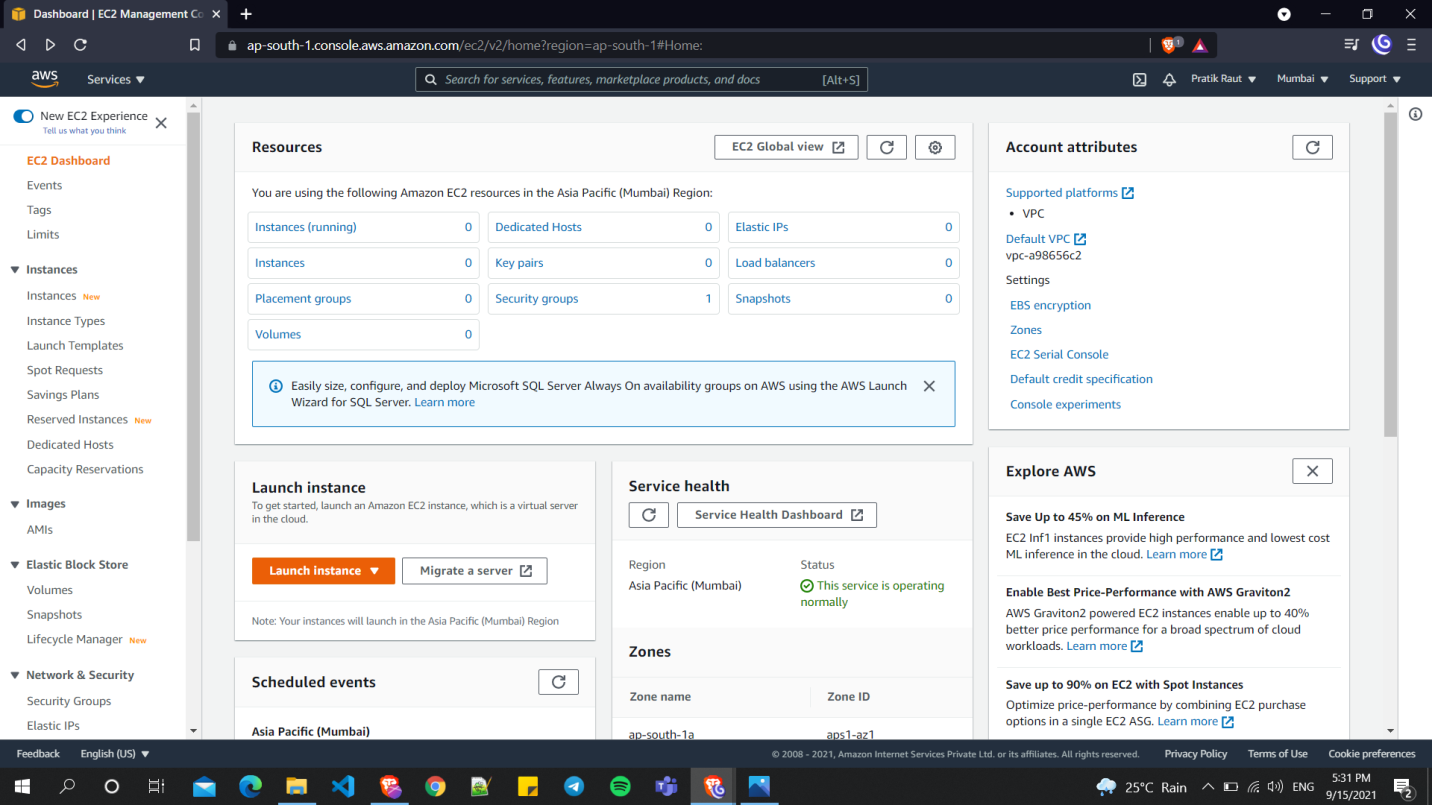 Dashboard | EC2 Management Co
ap-south-1.console.aws.amazon.com/ec2/v2/home?region=ap-south-1#Home:
1
aws
Services
Search for services, features, marketplace products, and docs
[Alt+S]
Pratik Raut
Mumbai
Support
New EC2 Experience
Tell us what you think
EC2 Dashboard
Events
Tags
Limits
Instances
Instances New
Instance Types
Launch Templates
Spot Requests
Savings Plans
Reserved Instances New
Dedicated Hosts
Capacity Reservations
Images
AMIs
Elastic Block Store
Volumes
Snapshots
Lifecycle Manager New
Network & Security
Security Groups
Elastic IPs
Resources
EC2 Global view
You are using the following Amazon EC2 resources in the Asia Pacific (Mumbai) Region:
Instances (running) 0
Dedicated Hosts 0
Elastic IPs 0
Instances 0
Key pairs 0
Load balancers 0
Placement groups 0
Security groups 1
Snapshots 0
Volumes 0
Easily size, configure, and deploy Microsoft SQL Server Always On availability groups on AWS using the AWS Launch
Wizard for SQL Server. Learn more
Launch instance
To get started, launch an Amazon EC2 instance, which is a virtual server
in the cloud.
Launch instance
Migrate a server
Note: Your instances will launch in the Asia Pacific (Mumbai) Region
Scheduled events
Asia Pacific (Mumbai)
Service health
Service Health Dashboard
Region
Status
Asia Pacific (Mumbai)
This service is operating
normally
Zones
Zone name
Zone ID
ap-south-1a
aps1-az1
Account attributes
Supported platforms
• VPC
Default VPC
vpc-a98656c2
Settings
EBS encryption
Zones
EC2 Serial Console
Default credit specification
Console experiments
Explore AWS
Save Up to 45% on ML Inference
EC2 Inf1 instances provide high performance and lowest cost
ML inference in the cloud. Learn more
Enable Best Price-Performance with AWS Graviton2
AWS Graviton2 powered EC2 instances enable up to 40%
better price performance for a broad spectrum of cloud
workloads. Learn more
Save up to 90% on EC2 with Spot Instances
Optimize price-performance by combining EC2 purchase
options in a single EC2 ASG. Learn more
Feedback
English (US)
© 2008 - 2021, Amazon Internet Services Private Ltd. or its affiliates. All rights reserved.
Privacy Policy
Terms of Use
Cookie preferences
25°C Rain
ENG
5:31 PM
9/15/2021
2